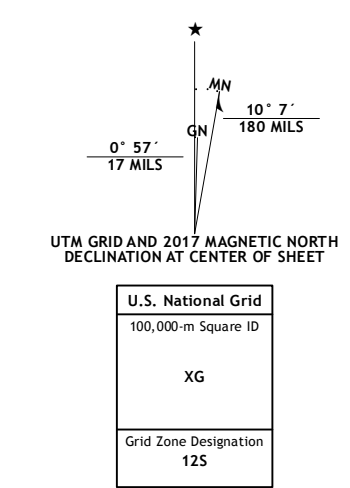 MN
10° 7´
180 MILS
GN
0° 57´
17 MILS
UTM GRID AND 2017 MAGNETIC NORTH
DECLINATION AT CENTER OF SHEET
U.S. National Grid
100,000-m Square ID
XG
Grid Zone Designation
12S